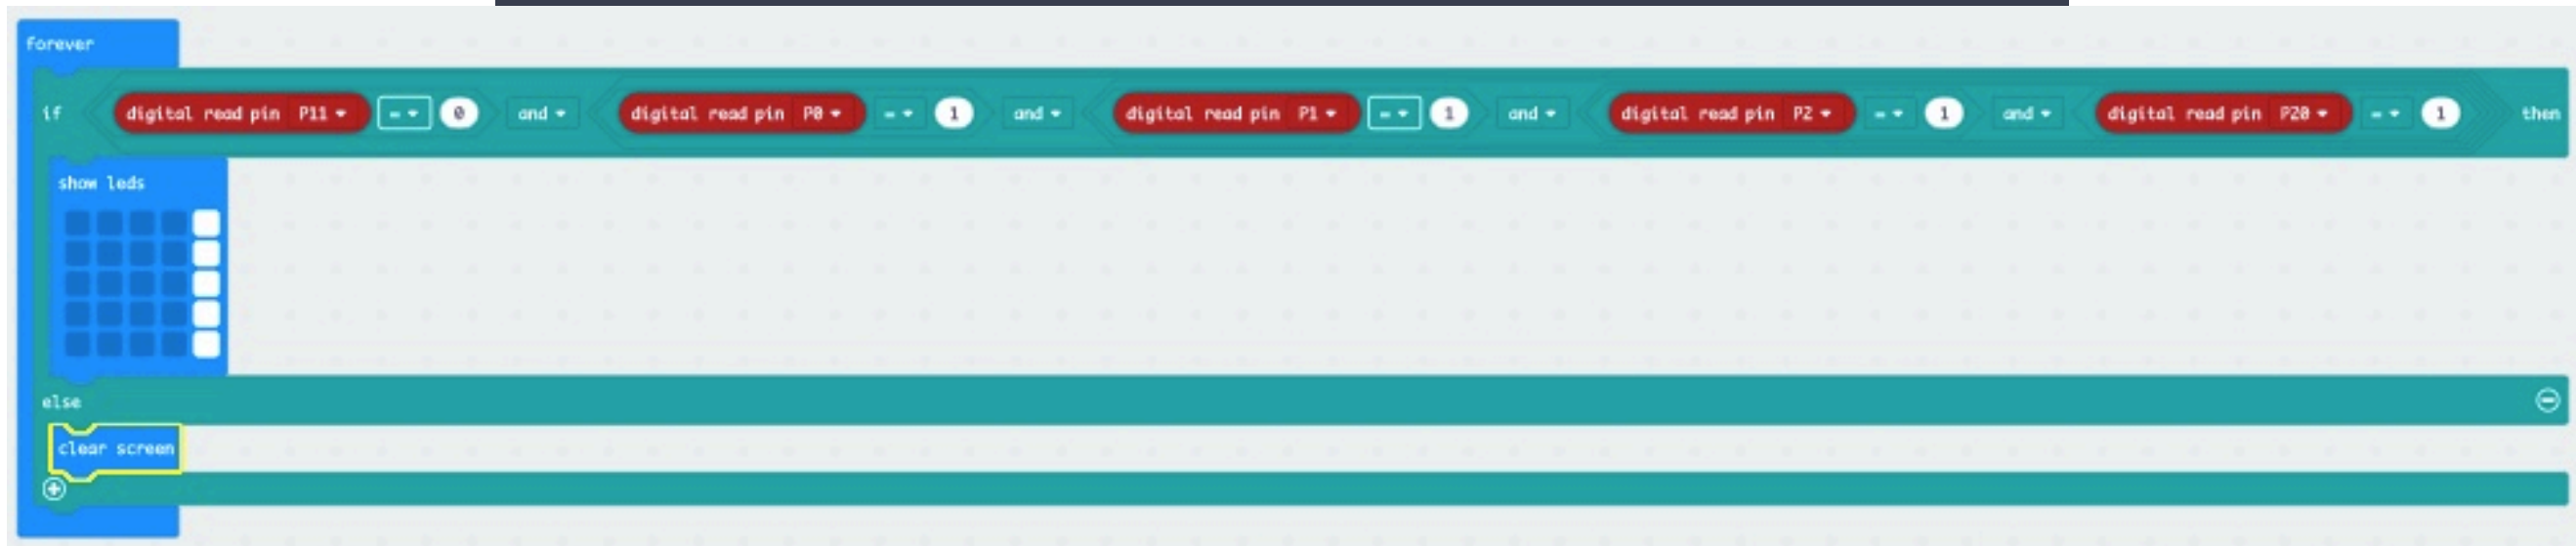 forever
if digital read pin P11 = 0 and digital read pin P0 = 1 and digital read pin P1 = 1 and digital read pin P2 = 1 and digital read pin P20 = 1 then
show leds
else
clear screen